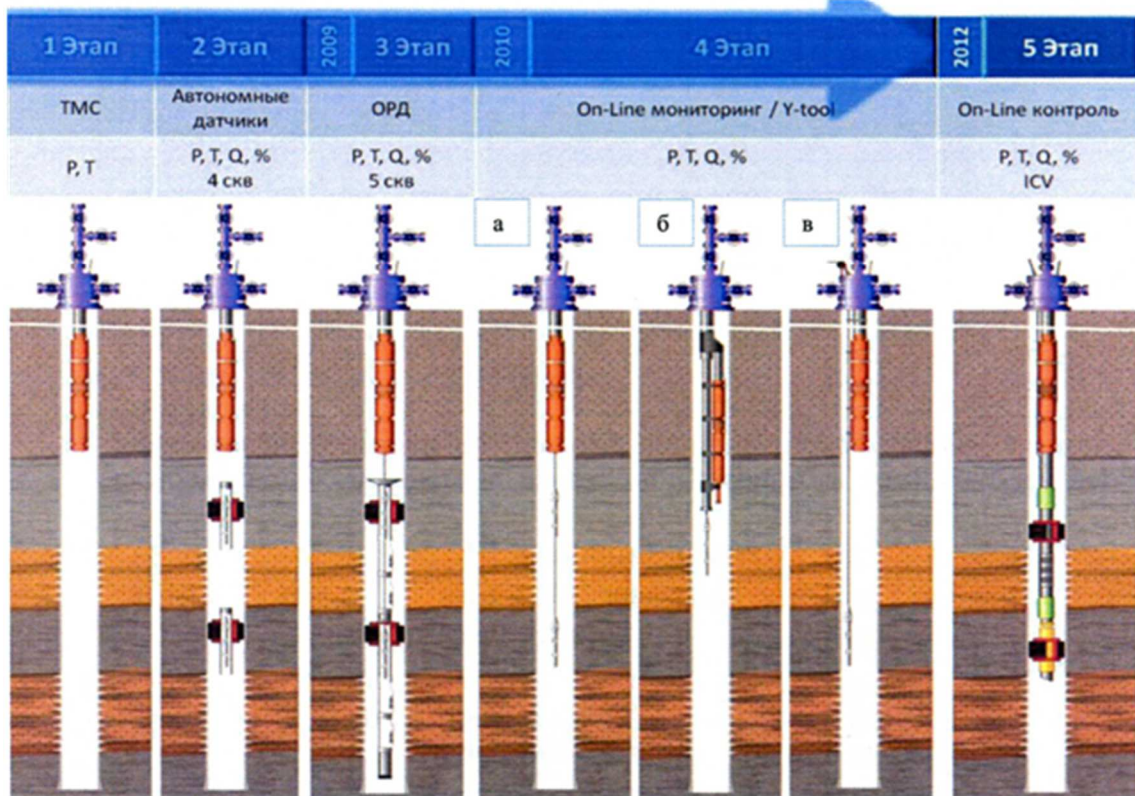 1 Этап
2 Этап
2009
3 Этап
2010
4 Этап
2012
5 Этап
ТМС
Автономные
датчики
ОРД
On-Line мониторинг / Y-tool
On-Line контроль
P, T
P, T, Q, %
4 скв
P, T, Q, %
5 скв
P, T, Q, %
P, T, Q, %
ICV
а
б
в